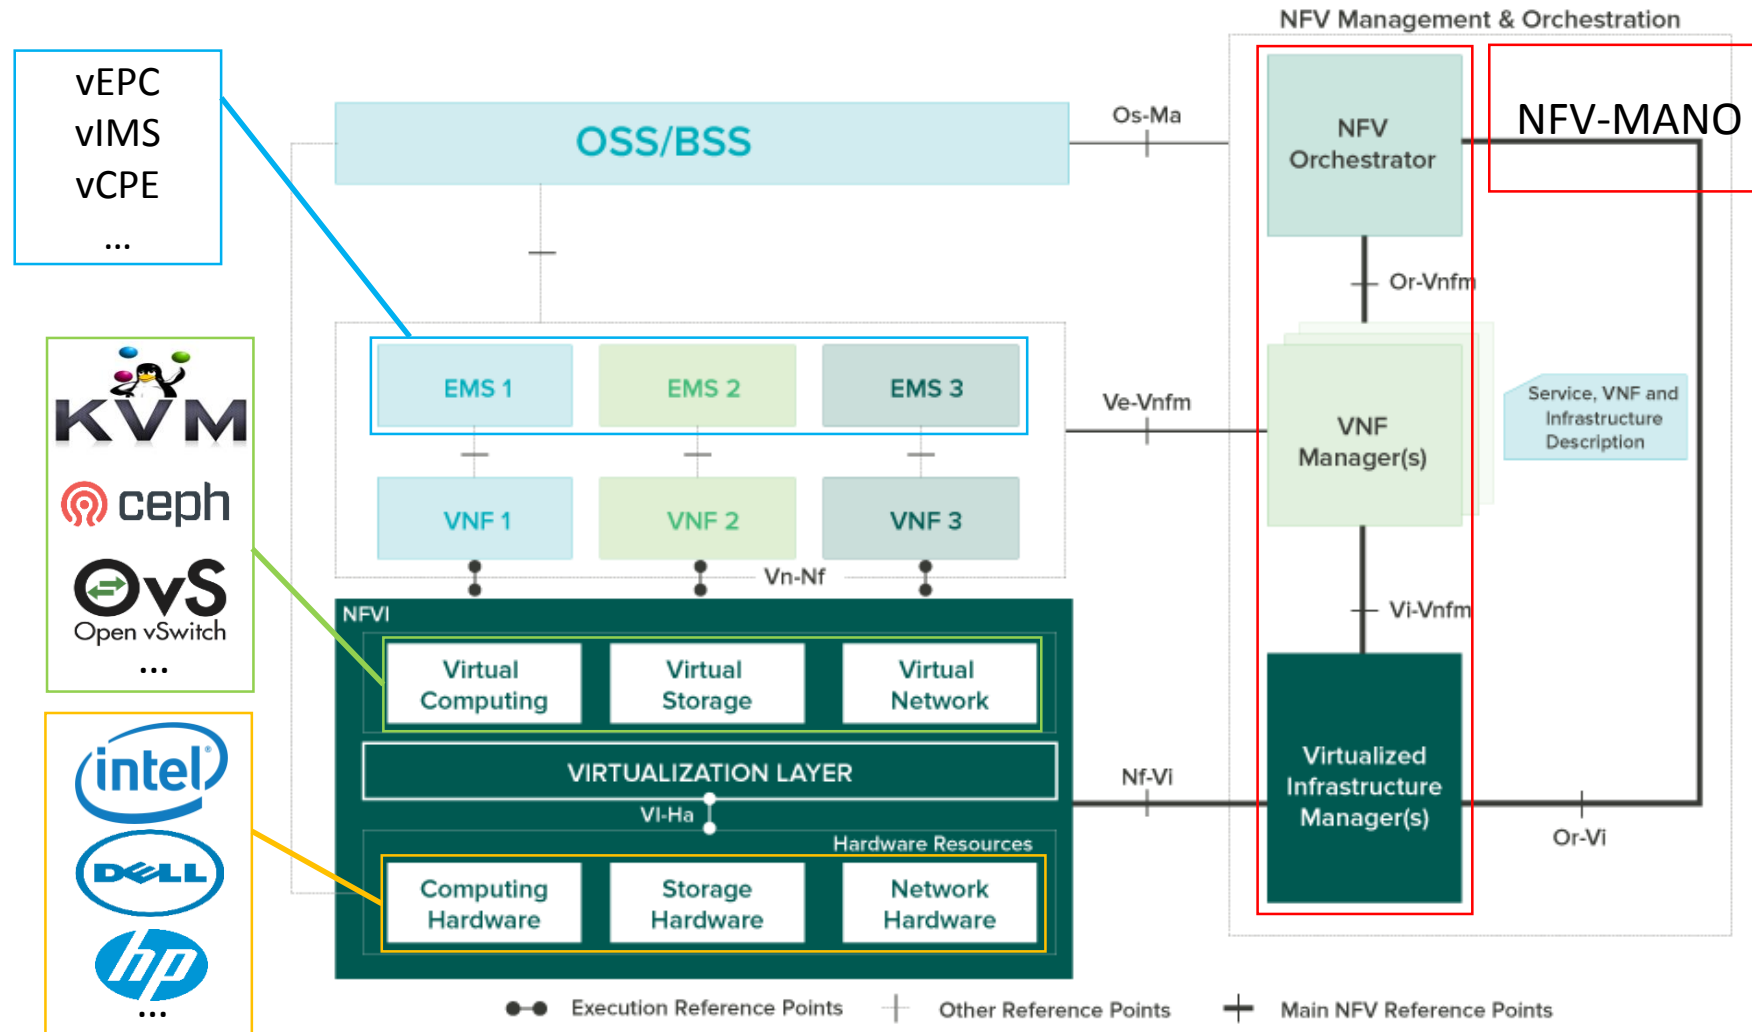 NFV Management & Orchestration
vEPC
vIMS
vCPE
...
OSS/BSS
Os-Ma
NFV
Orchestrator
NFV-MANO
Or-Vnfm
KVM
ceph
OvS
Open vSwitch
...
EMS 1
EMS 2
EMS 3
Ve-Vnfm
VNF
Manager(s)
Service, VNF and
Infrastructure
Description
VNF 1
VNF 2
VNF 3
Vn-Nf
Vi-Vnfm
NFVI
Virtual
Computing
Virtual
Storage
Virtual
Network
VIRTUALIZATION LAYER
VI-Ha
Nf-Vi
Virtualized
Infrastructure
Manager(s)
Or-Vi
intel
DELL
hp
...
Hardware Resources
Computing
Hardware
Storage
Hardware
Network
Hardware
Execution Reference Points
Other Reference Points
Main NFV Reference Points